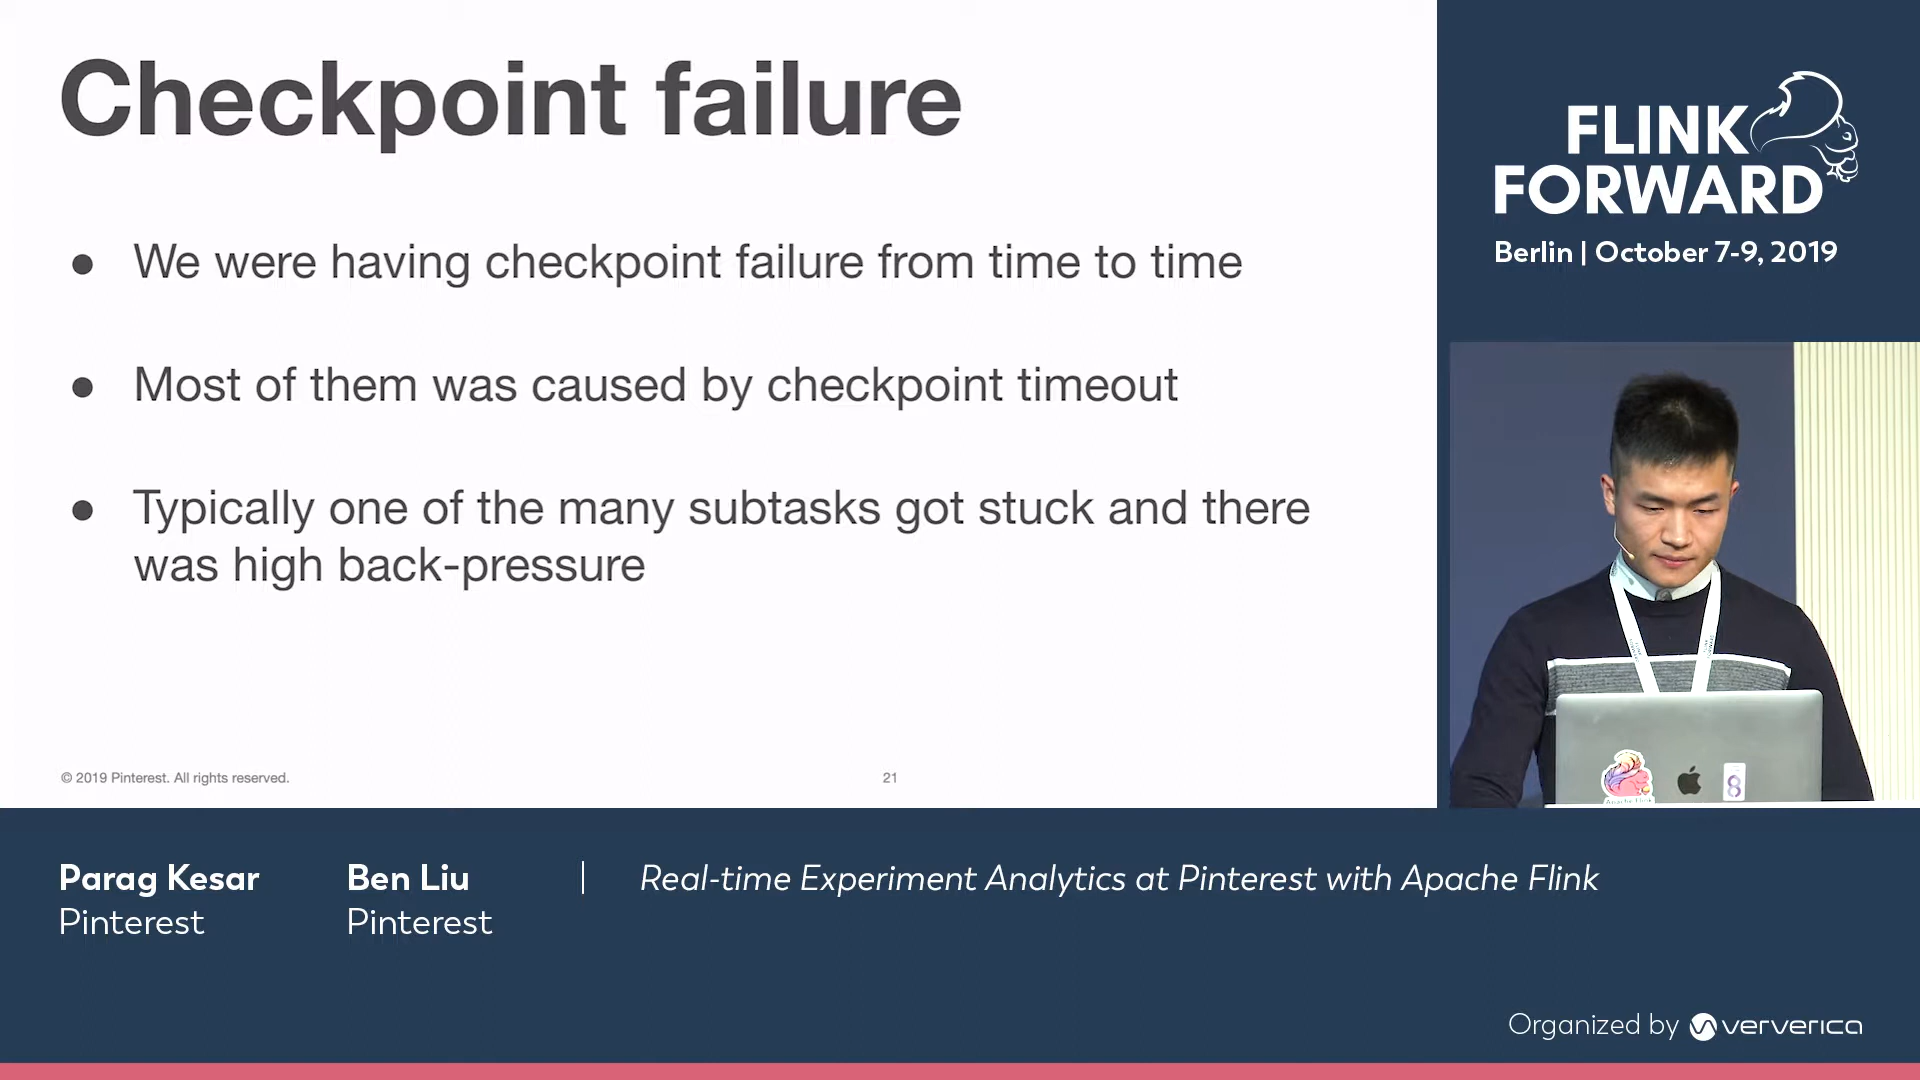 Checkpoint failure
● We were having checkpoint failure from time to time
● Most of them was caused by checkpoint timeout
● Typically one of the many subtasks got stuck and there
was high back-pressure
© 2019 Pinterest. All rights reserved.
21
FLINK
FORWARD
Berlin | October 7-9, 2019
Apache Flink
8
Parag Kesar
Pinterest
Ben Liu
Pinterest
Real-time Experiment Analytics at Pinterest with Apache Flink
Organized by ververica